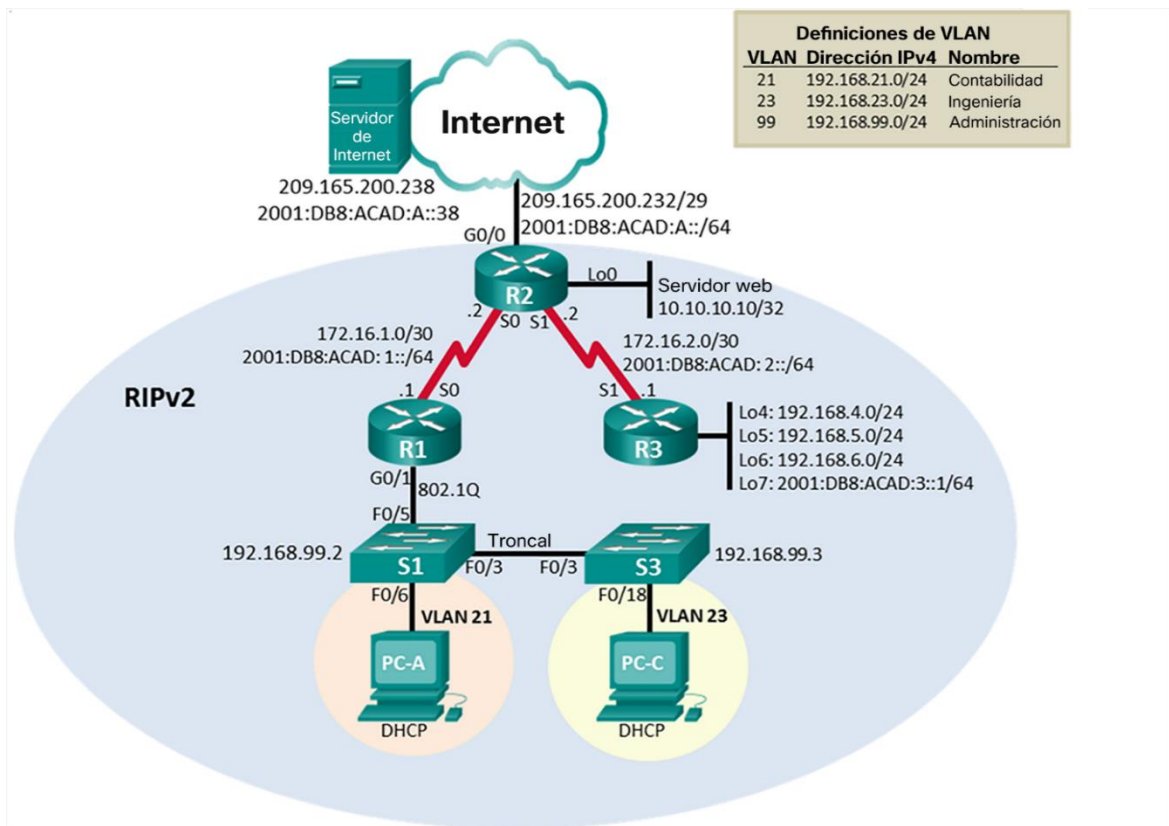 Definiciones de VLAN
VLAN Dirección IPv4 Nombre
21 192.168.21.0/24 Contabilidad
23 192.168.23.0/24 Ingeniería
99 192.168.99.0/24 Administración
Servidor
de
Internet
Internet
209.165.200.238
2001:DB8:ACAD:A::38
209.165.200.232/29
2001:DB8:ACAD:A::/64
G0/0
R2
Lo0
Servidor web
10.10.10.10/32
.2
S0
S1
.2
172.16.1.0/30
2001:DB8:ACAD: 1::/64
172.16.2.0/30
2001:DB8:ACAD: 2::/64
RIPv2
.1
S0
S1
.1
R1
R3
Lo4: 192.168.4.0/24
Lo5: 192.168.5.0/24
Lo6: 192.168.6.0/24
Lo7: 2001:DB8:ACAD:3::1/64
G0/1
802.1Q
F0/5
192.168.99.2
S1
Troncal
F0/3
F0/3
S3
192.168.99.3
F0/6
VLAN 21
F0/18
VLAN 23
PC-A
PC-C
DHCP
DHCP